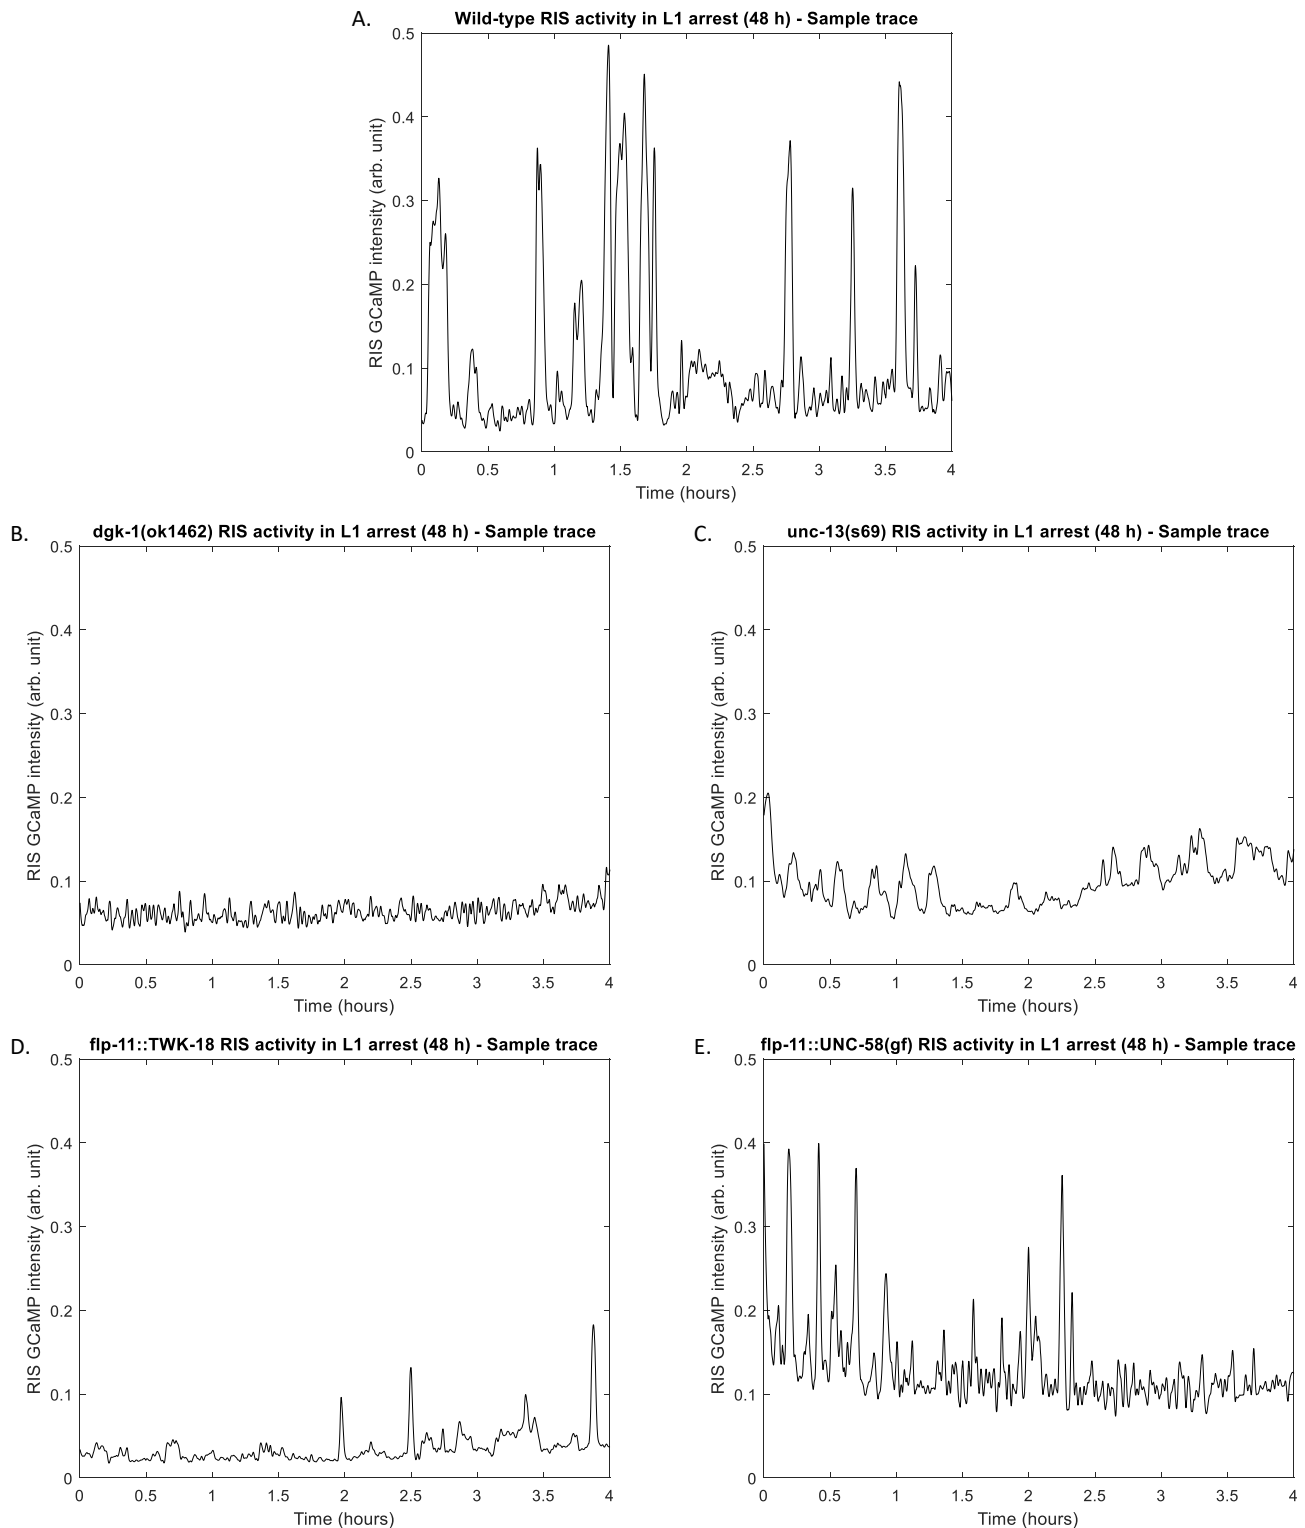 A.
Wild-type RIS activity in L1 arrest (48 h) - Sample trace
RIS GCaMP intensity (arb. unit)
0.5
0.4
0.3
0.2
0.1
0
0 0.5 1 1.5 2 2.5 3 3.5 4
Time (hours)
B.
dgk-1(ok1462) RIS activity in L1 arrest (48 h) - Sample trace
RIS GCaMP intensity (arb. unit)
0.5
0.4
0.3
0.2
0.1
0
0 0.5 1 1.5 2 2.5 3 3.5 4
Time (hours)
C.
unc-13(s69) RIS activity in L1 arrest (48 h) - Sample trace
RIS GCaMP intensity (arb. unit)
0.5
0.4
0.3
0.2
0.1
0
0 0.5 1 1.5 2 2.5 3 3.5 4
Time (hours)
D.
flp-11::TWK-18 RIS activity in L1 arrest (48 h) - Sample trace
RIS GCaMP intensity (arb. unit)
0.5
0.4
0.3
0.2
0.1
0
0 0.5 1 1.5 2 2.5 3 3.5 4
Time (hours)
E.
flp-11::UNC-58(gf) RIS activity in L1 arrest (48 h) - Sample trace
RIS GCaMP intensity (arb. unit)
0.5
0.4
0.3
0.2
0.1
0
0 0.5 1 1.5 2 2.5 3 3.5 4
Time (hours)